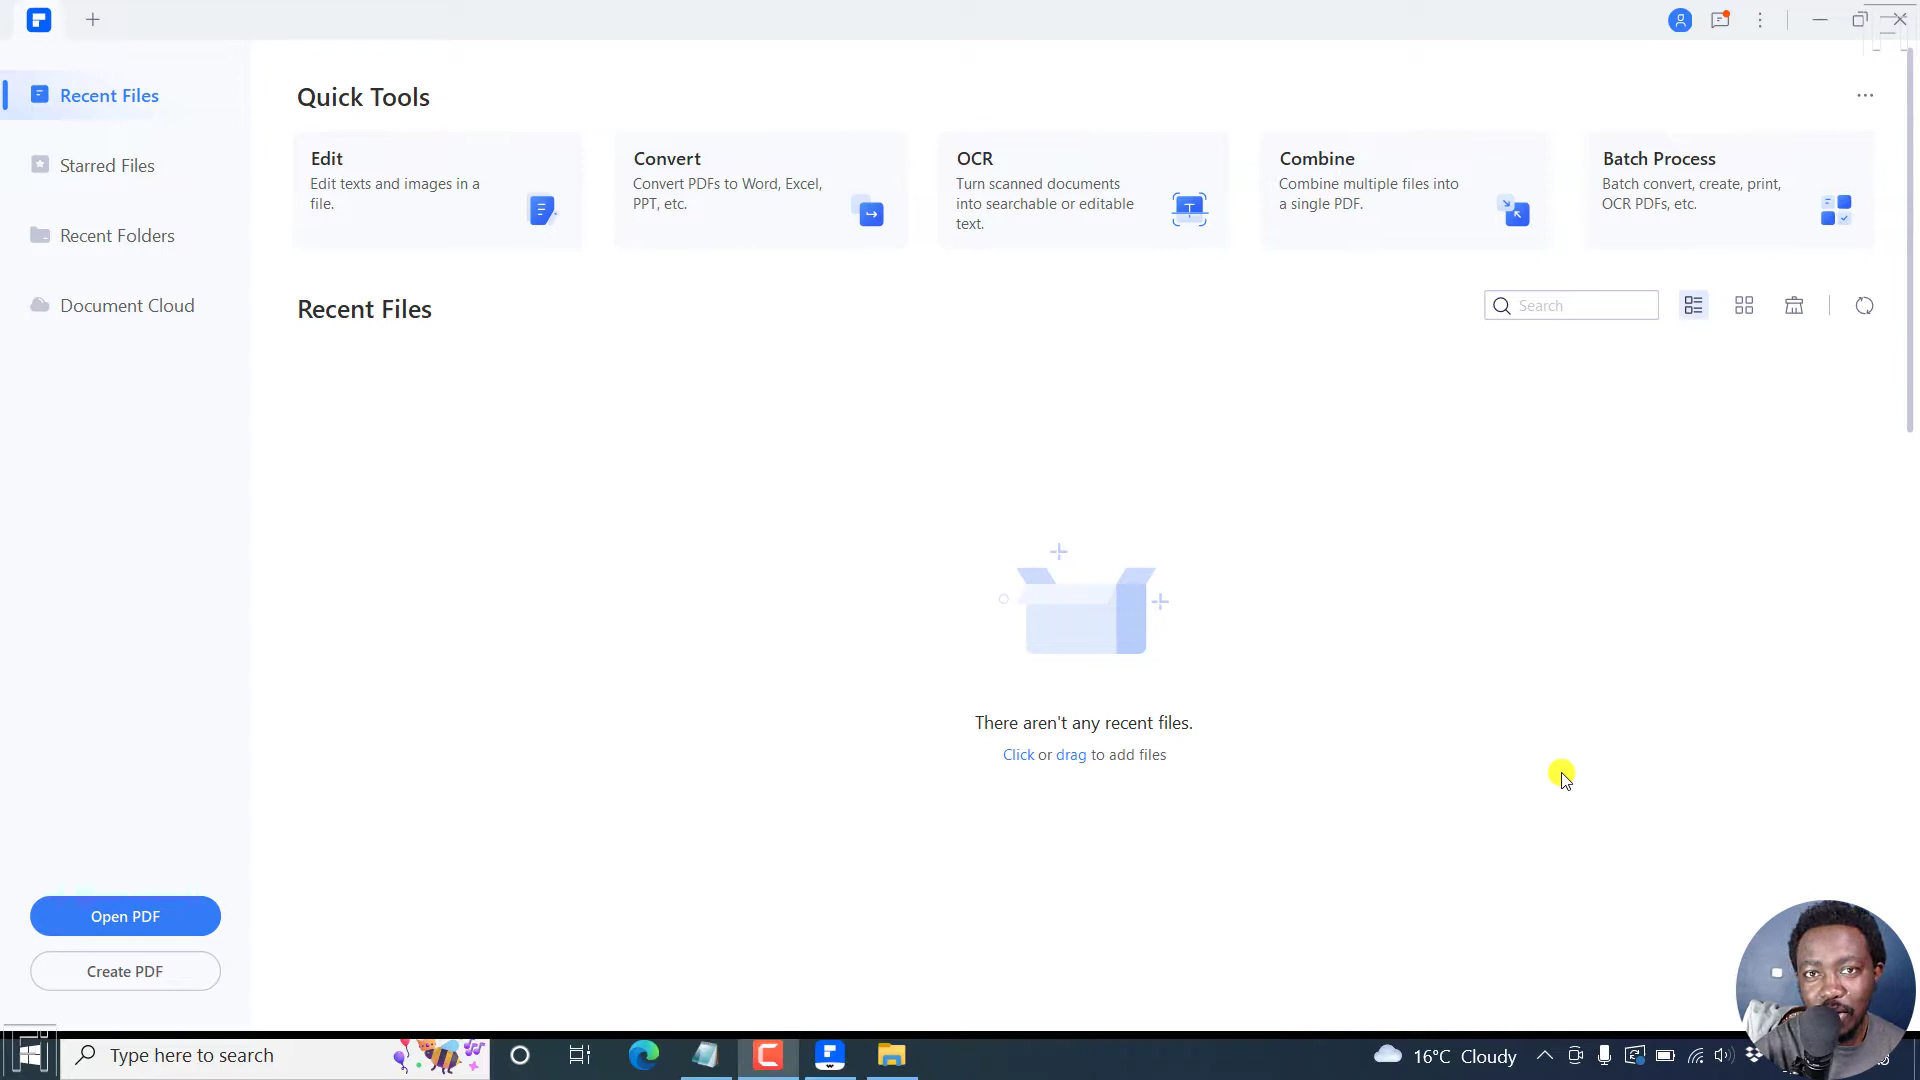 Recent Files
Starred Files
Recent Folders
Document Cloud
Open PDF
Create PDF
Quick Tools
Edit
Edit texts and images in a
file.
Convert
Convert PDFs to Word, Excel,
PPT, etc.
OCR
Turn scanned documents
into searchable or editable
text.
Combine
Combine multiple files into
a single PDF.
Batch Process
Batch convert, create, print,
OCR PDFs, etc.
Recent Files
Search
There aren't any recent files.
Click or drag to add files
Type here to search
16°C Cloudy